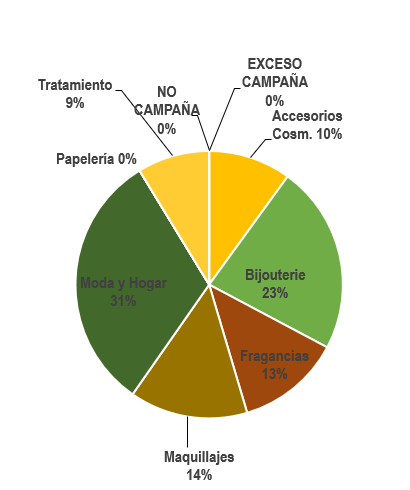 EXCESO
CAMPAÑA
0%
Accesorios
Cosm. 10%
Bijouterie
23%
Fragancias
13%
Maquillajes
14%
Moda y Hogar
31%
Papelería 0%
Tratamiento
9%
NO
CAMPAÑA
0%